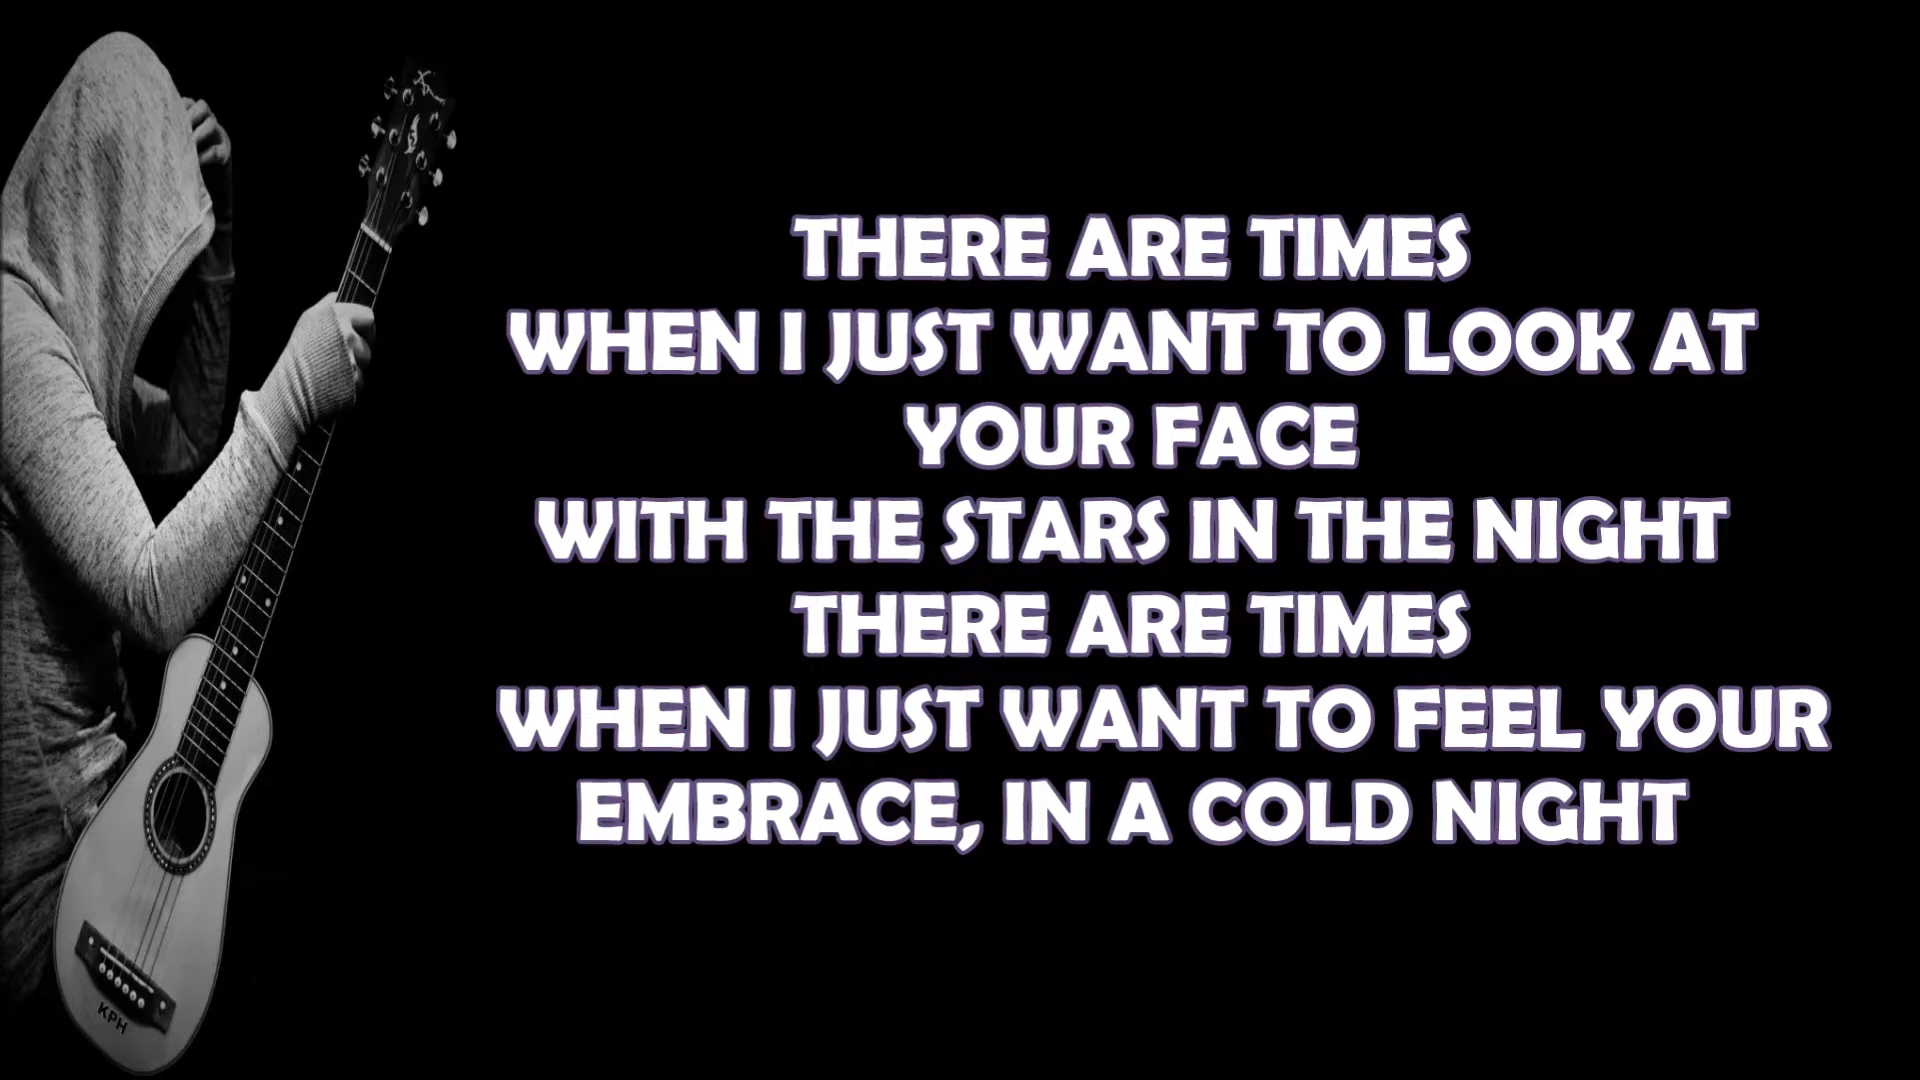 THERE ARE TIMES
WHEN I JUST WANT TO LOOK AT
YOUR FACE
WITH THE STARS IN THE NIGHT
THERE ARE TIMES
WHEN I JUST WANT TO FEEL YOUR
EMBRACE, IN A COLD NIGHT
KPH